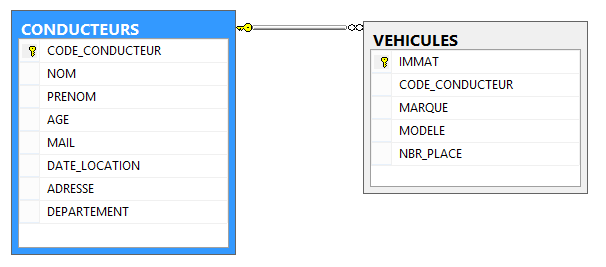 CONDUCTEURS
CODE_CONDUCTEUR
NOM
PRENOM
AGE
MAIL
DATE_LOCATION
ADRESSE
DEPARTEMENT
VEHICULES
IMMAT
CODE_CONDUCTEUR
MARQUE
MODELE
NBR_PLACE